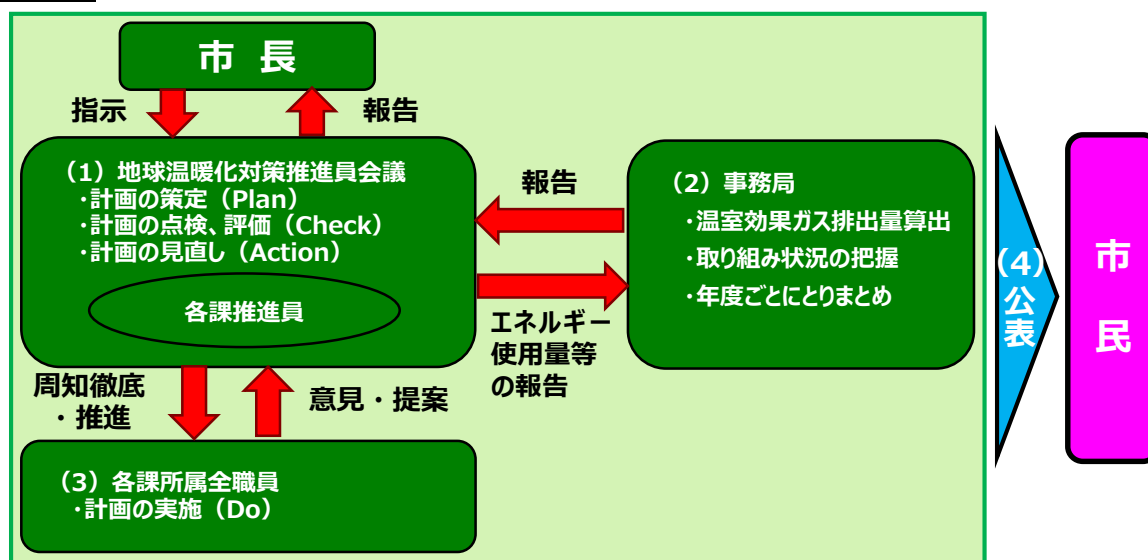 市 長
指示
報告
(1)地球温暖化対策推進員会議
・計画の策定(Plan)
・計画の点検、評価(Check)
・計画の見直し(Action)
各課推進員
報告
エネルギー
使用量等
の報告
(2)事務局
・温室効果ガス排出量算出
・取り組み状況の把握
・年度ごとにとりまとめ
周知徹底
・推進
意見・提案
(3)各課所属全職員
・計画の実施(Do)
(4)
公
表
市
民